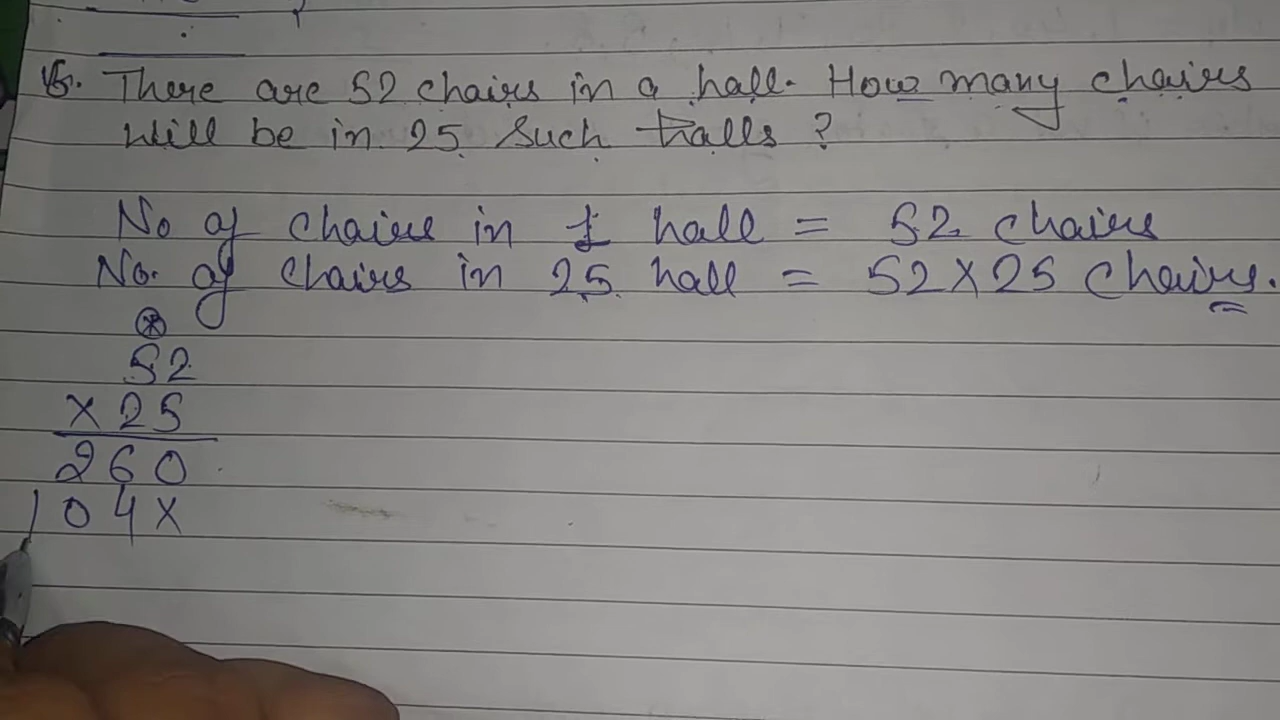 There are 52 chairs in a hall. How many chairs
will be in 25 such halls ?
No of chairs in 1 hall = 52 chairs
No. of chairs in 25 hall = 52×25 chairs.
52
×25
260
104×